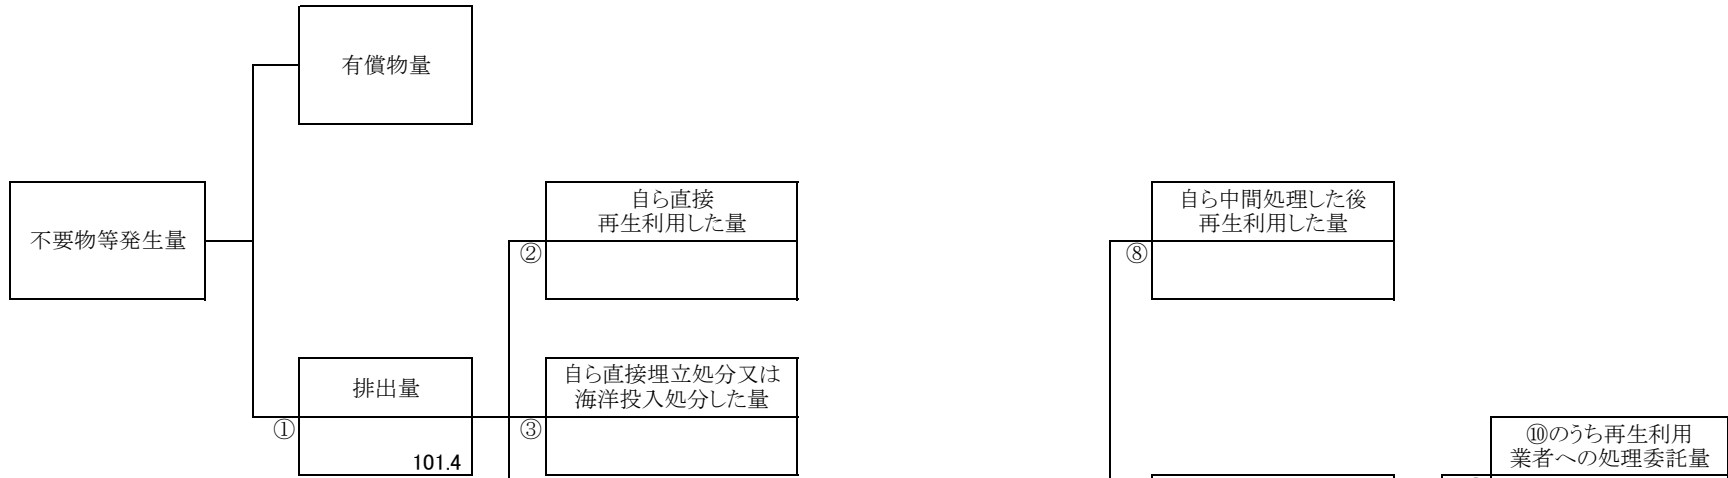 有償物量
自ら直接
再生利用した量
自ら中間処理した後
再生利用した量
不要物等発生量
②
⑧
排出量
自ら直接埋立処分又は
海洋投入処分した量
①
③
101.4
⑩のうち再生利用
業者への処理委託量